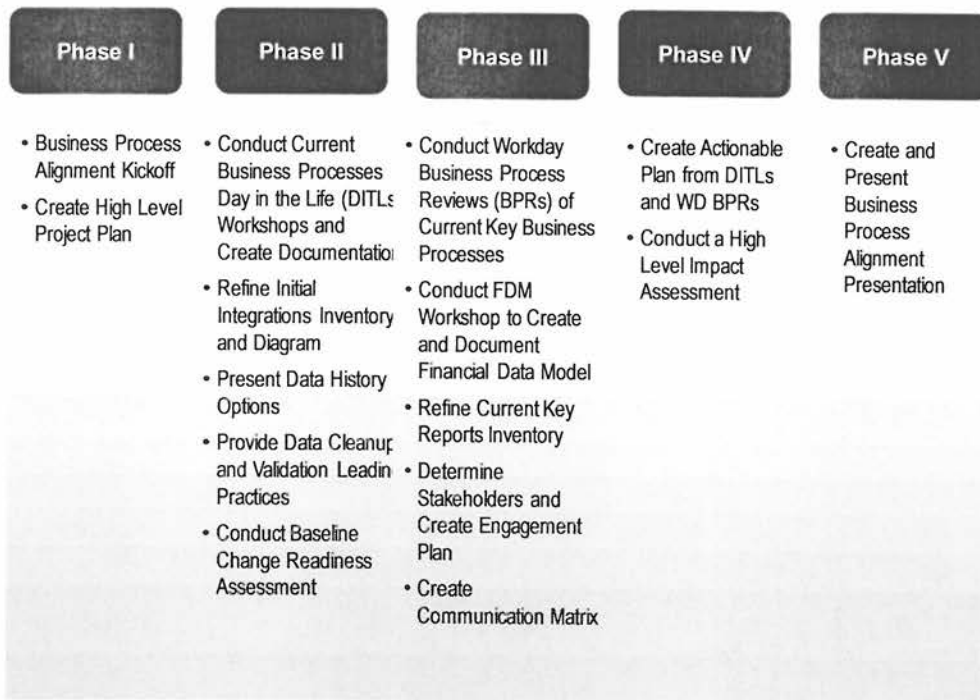 Phase I
• Business Process
Alignment Kickoff
• Create High Level
Project Plan
Phase II
• Conduct Current
Business Processes
Day in the Life (DITLs
Workshops and
Create Documentation
• Refine Initial
Integrations Inventory
and Diagram
• Present Data History
Options
• Provide Data Cleanup
and Validation Leadin
Practices
• Conduct Baseline
Change Readiness
Assessment
Phase III
• Conduct Workday
Business Process
Reviews (BPRs) of
Current Key Business
Processes
• Conduct FDM
Workshop to Create
and Document
Financial Data Model
• Refine Current Key
Reports Inventory
• Determine
Stakeholders and
Create Engagement
Plan
• Create
Communication Matrix
Phase IV
• Create Actionable
Plan from DITLs
and WD BPRs
• Conduct a High
Level Impact
Assessment
Phase V
• Create and
Present
Business
Process
Alignment
Presentation